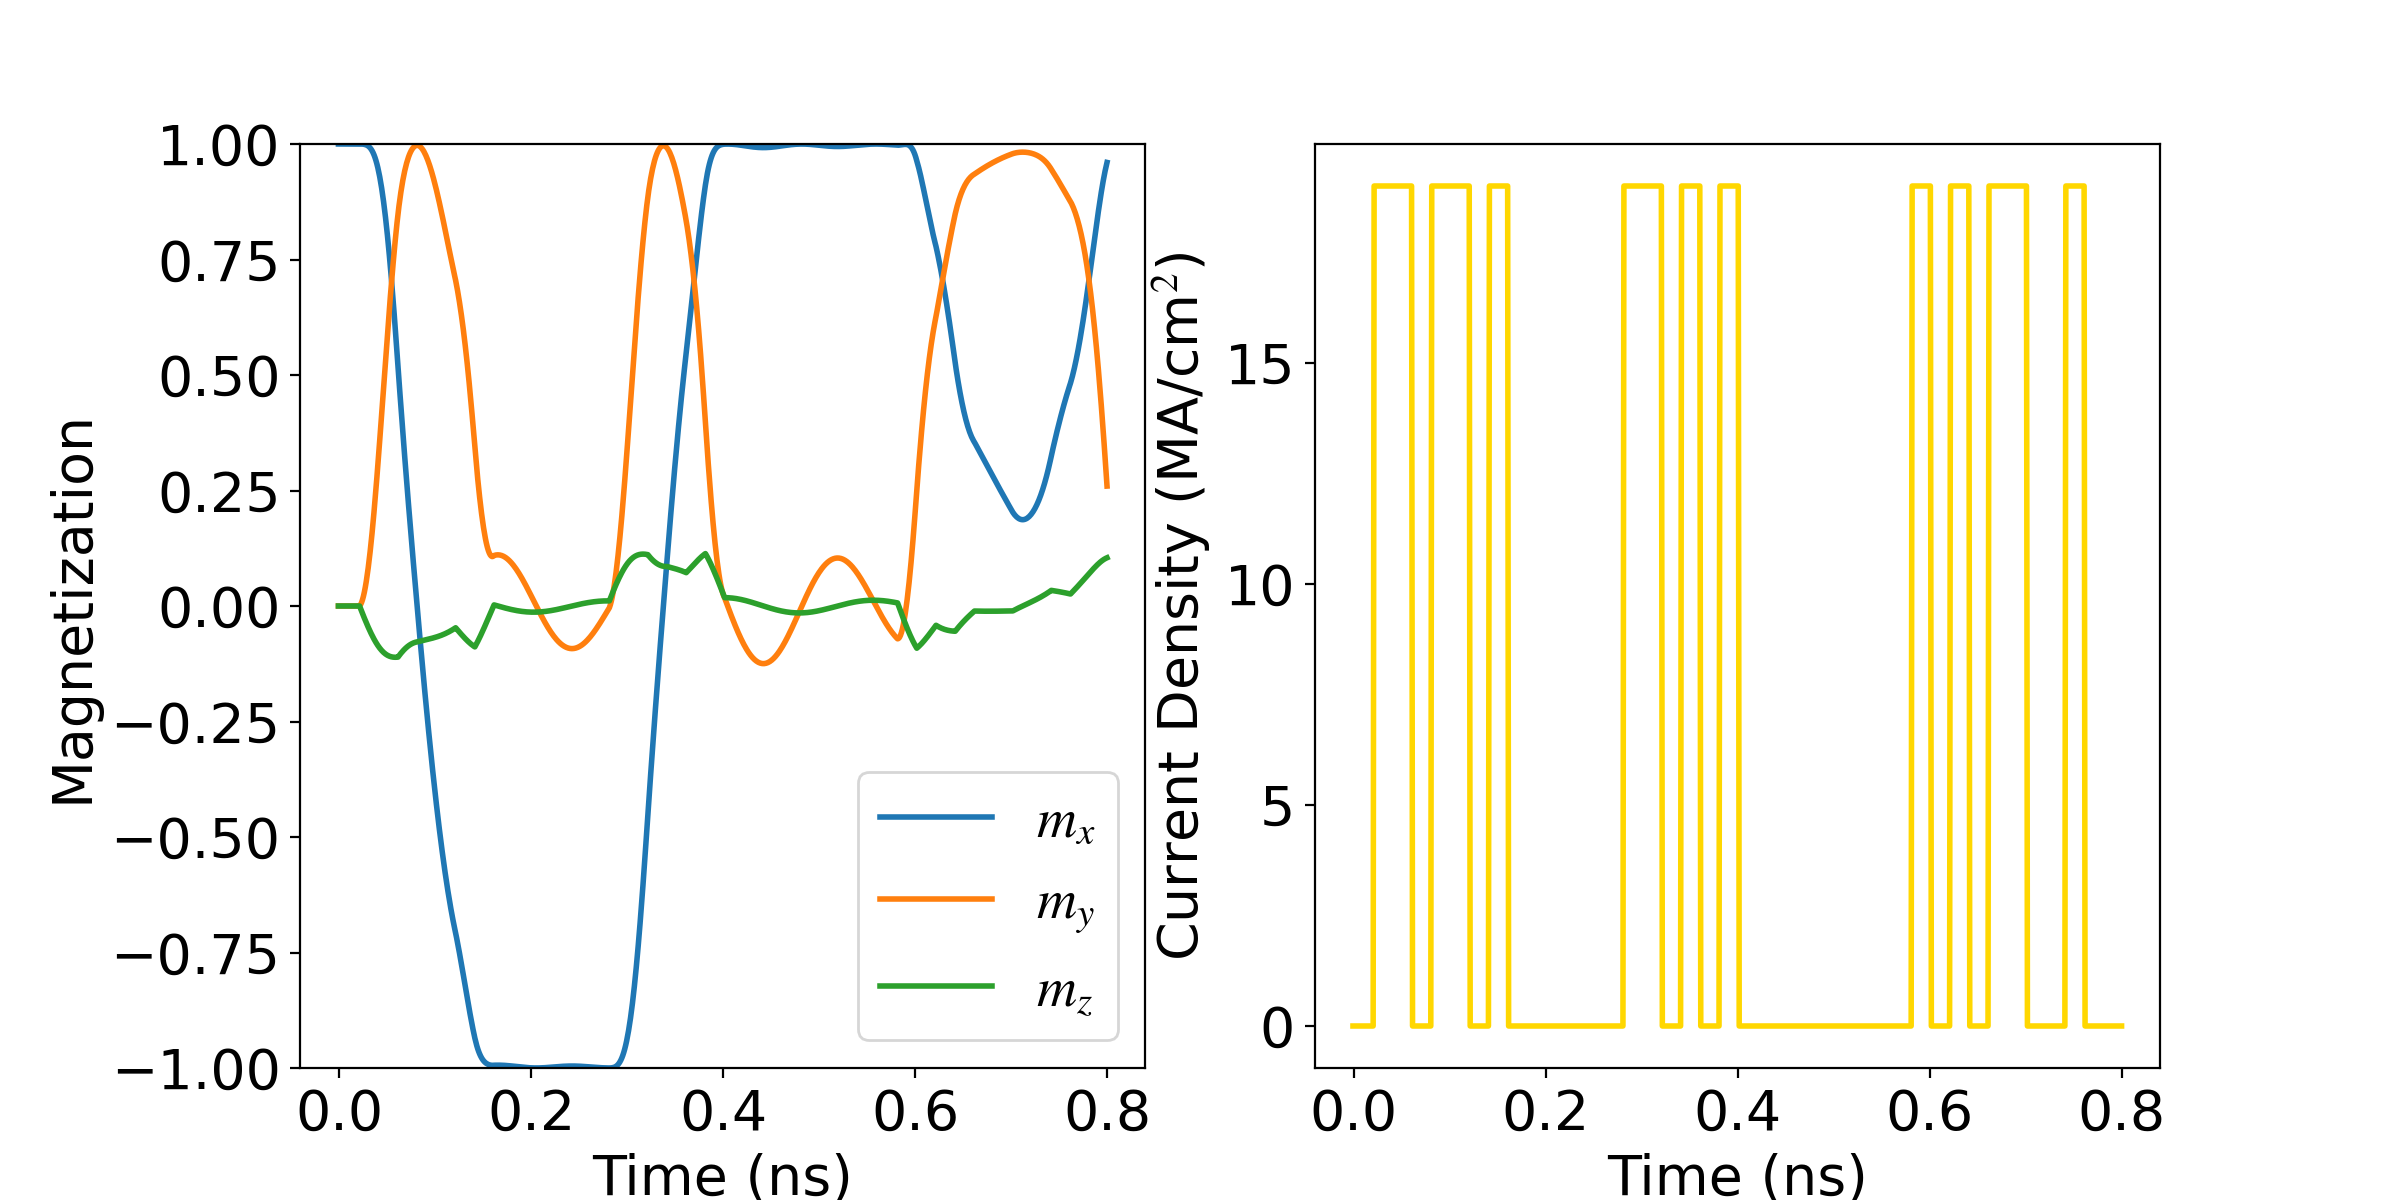 Magnetization
1.00
0.75
0.50
0.25
0.00
−0.25
−0.50
−0.75
−1.00
0.0 0.2 0.4 0.6 0.8
Time (ns)
m_x
m_y
m_z
Current Density (MA/cm²)
15
10
5
0
0.0 0.2 0.4 0.6 0.8
Time (ns)